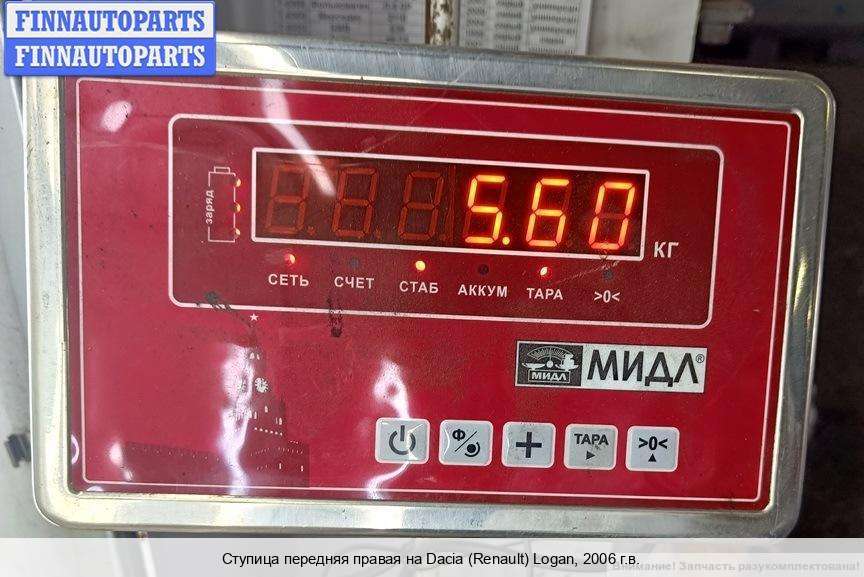 FINNAUTOPARTS
FINNAUTOPARTS
заряд
5.60
КГ
СЕТЬ СЧЕТ СТАБ АККУМ ТАРА >0<
МИДЛ МИДЛ®
Ф ТАРА >0<
Ступица передняя правая на Dacia (Renault) Logan, 2006 г.в.
Внимание! Запчасть разукомплектована!